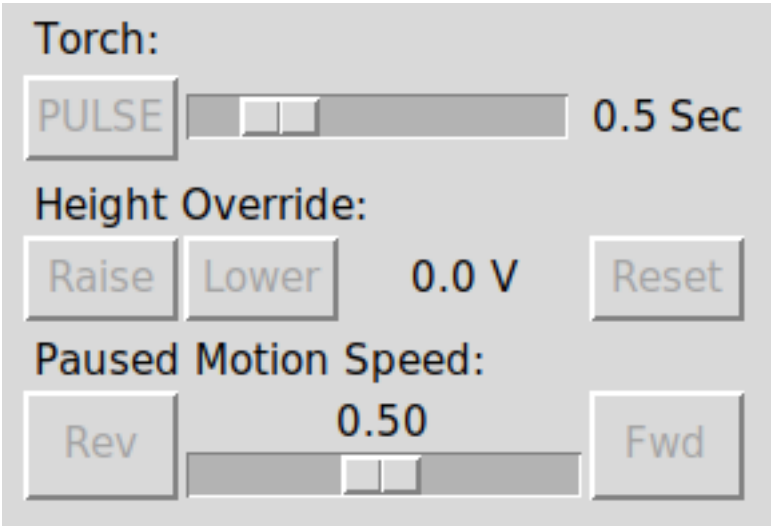 Torch:
PULSE 0.5 Sec
Height Override:
Raise Lower 0.0 V Reset
Paused Motion Speed:
0.50
Rev Fwd